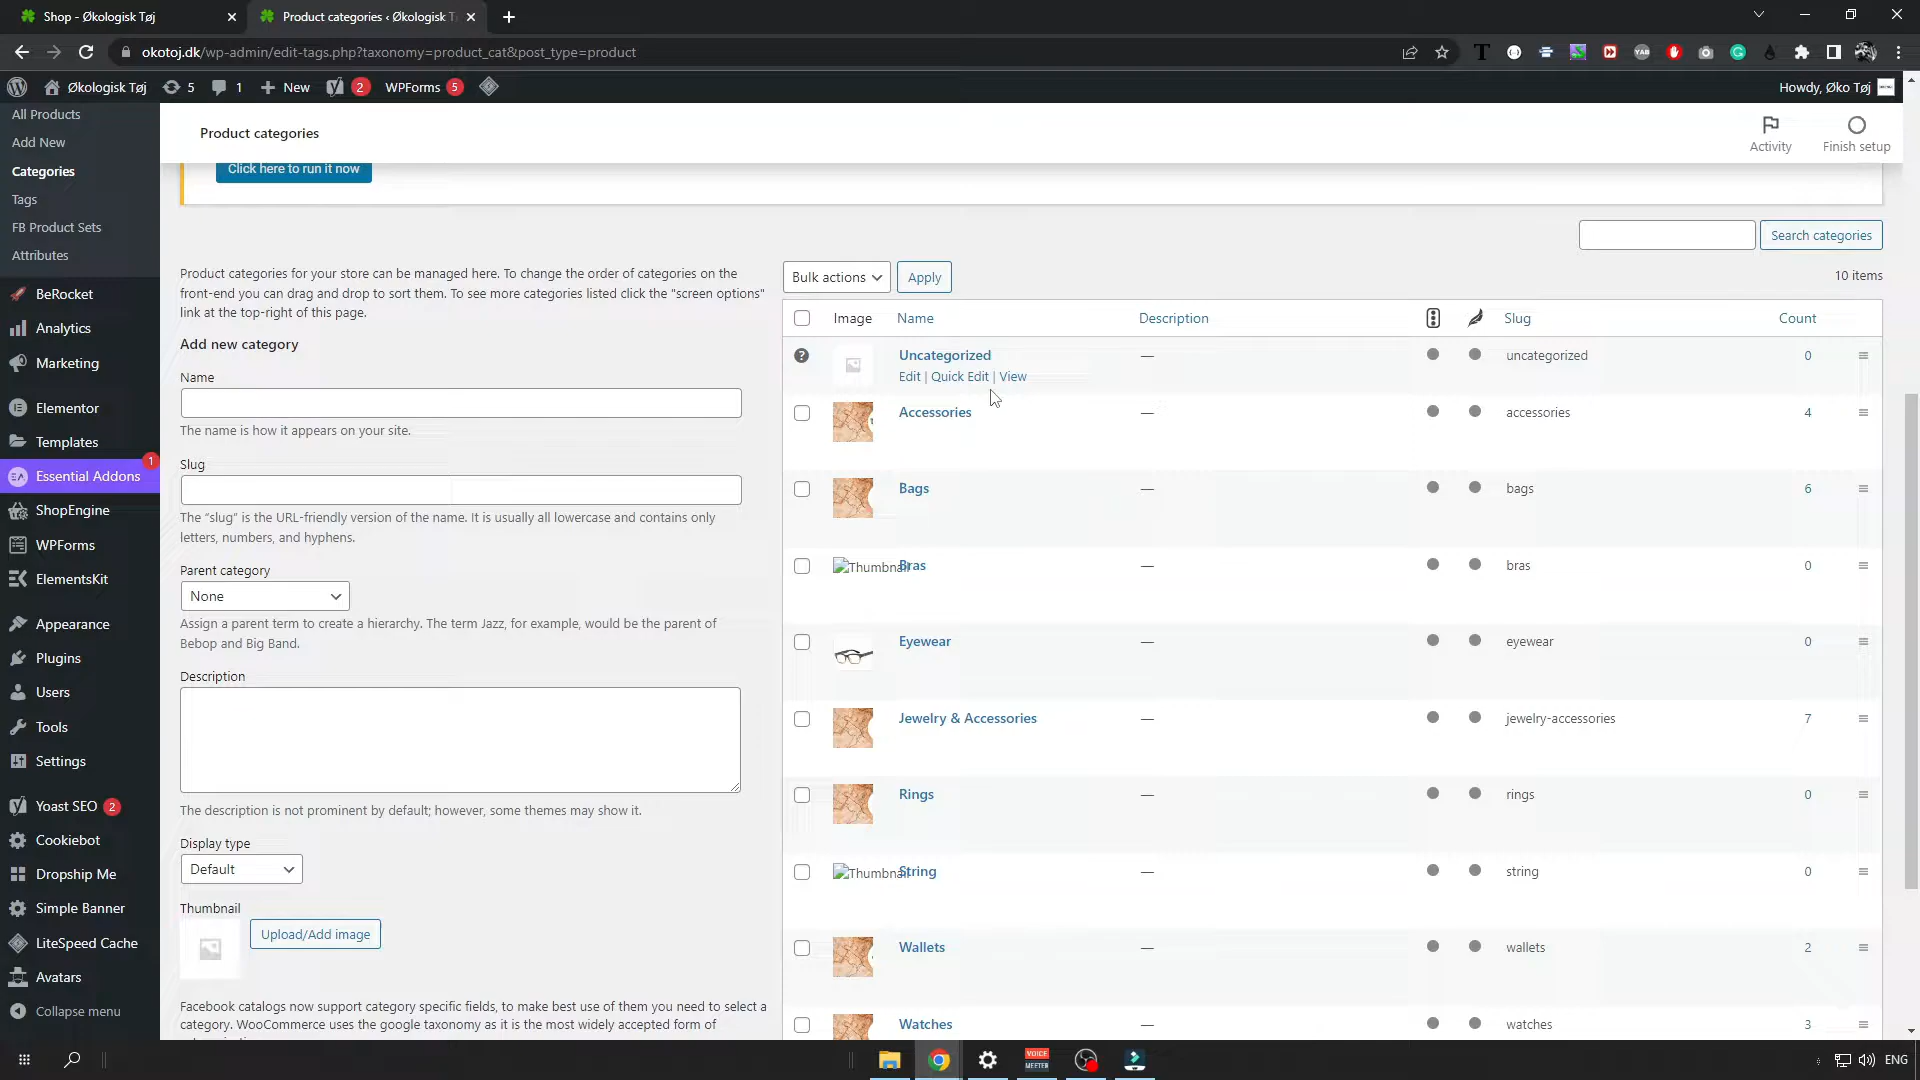 Shop - Økologisk Tøj
Product categories ‹ Økologisk T
okotoj.dk/wp-admin/edit-tags.php?taxonomy=product_cat&post_type=product
Økologisk Tøj 5 1 New 2 WPForms 5
Howdy, Øko Tøj
All Products
Add New
Categories
Tags
FB Product Sets
Attributes
BeRocket
Analytics
Marketing
Elementor
Templates
Essential Addons 1
ShopEngine
WPForms
ElementsKit
Appearance
Plugins
Users
Tools
Settings
Yoast SEO 2
Cookiebot
Dropship Me
Simple Banner
LiteSpeed Cache
Avatars
Collapse menu
Product categories
Activity
Finish setup
Click here to run it now
Search categories
Product categories for your store can be managed here. To change the order of categories on the
front-end you can drag and drop to sort them. To see more categories listed click the "screen options"
link at the top-right of this page.
Add new category
Name
The name is how it appears on your site.
Slug
The “slug” is the URL-friendly version of the name. It is usually all lowercase and contains only
letters, numbers, and hyphens.
Parent category
None
Assign a parent term to create a hierarchy. The term Jazz, for example, would be the parent of
Bebop and Big Band.
Description
The description is not prominent by default; however, some themes may show it.
Display type
Default
Thumbnail
Upload/Add image
Facebook catalogs now support category specific fields, to make best use of them you need to select a
category. WooCommerce uses the google taxonomy as it is the most widely accepted form of
Bulk actions
Apply
10 items
Image Name Description Slug Count
Uncategorized — uncategorized 0
Edit | Quick Edit | View
Accessories — accessories 4
Bags — bags 6
Thumbnail Bras — bras 0
Eyewear — eyewear 0
Jewelry & Accessories — jewelry-accessories 7
Rings — rings 0
Thumbnail String — string 0
Wallets — wallets 2
Watches — watches 3
VOICE
MEETER
ENG